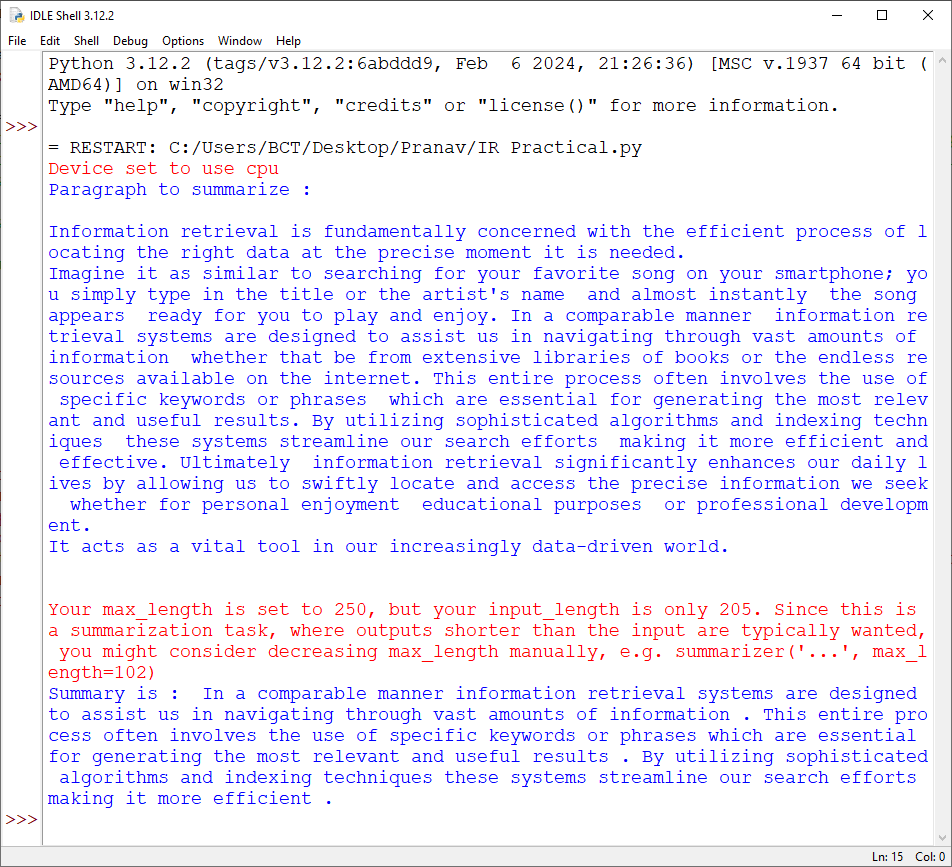 IDLE Shell 3.12.2
File Edit Shell Debug Options Window Help
Python 3.12.2 (tags/v3.12.2:6abddd9, Feb  6 2024, 21:26:36) [MSC v.1937 64 bit (
AMD64)] on win32
Type "help", "copyright", "credits" or "license()" for more information.
>>>
= RESTART: C:/Users/BCT/Desktop/Pranav/IR Practical.py
Device set to use cpu
Paragraph to summarize :
Information retrieval is fundamentally concerned with the efficient process of l
ocating the right data at the precise moment it is needed.
Imagine it as similar to searching for your favorite song on your smartphone; yo
u simply type in the title or the artist's name  and almost instantly  the song
appears  ready for you to play and enjoy. In a comparable manner  information re
trieval systems are designed to assist us in navigating through vast amounts of
information  whether that be from extensive libraries of books or the endless re
sources available on the internet. This entire process often involves the use of
 specific keywords or phrases  which are essential for generating the most relev
ant and useful results. By utilizing sophisticated algorithms and indexing techn
iques  these systems streamline our search efforts  making it more efficient and
 effective. Ultimately  information retrieval significantly enhances our daily l
ives by allowing us to swiftly locate and access the precise information we seek
  whether for personal enjoyment  educational purposes  or professional developm
ent.
It acts as a vital tool in our increasingly data-driven world.
Your max_length is set to 250, but your input_length is only 205. Since this is
a summarization task, where outputs shorter than the input are typically wanted,
 you might consider decreasing max_length manually, e.g. summarizer('...', max_l
ength=102)
Summary is :  In a comparable manner information retrieval systems are designed
to assist us in navigating through vast amounts of information . This entire pro
cess often involves the use of specific keywords or phrases which are essential
for generating the most relevant and useful results . By utilizing sophisticated
 algorithms and indexing techniques these systems streamline our search efforts
making it more efficient .
>>>
Ln: 15 Col: 0